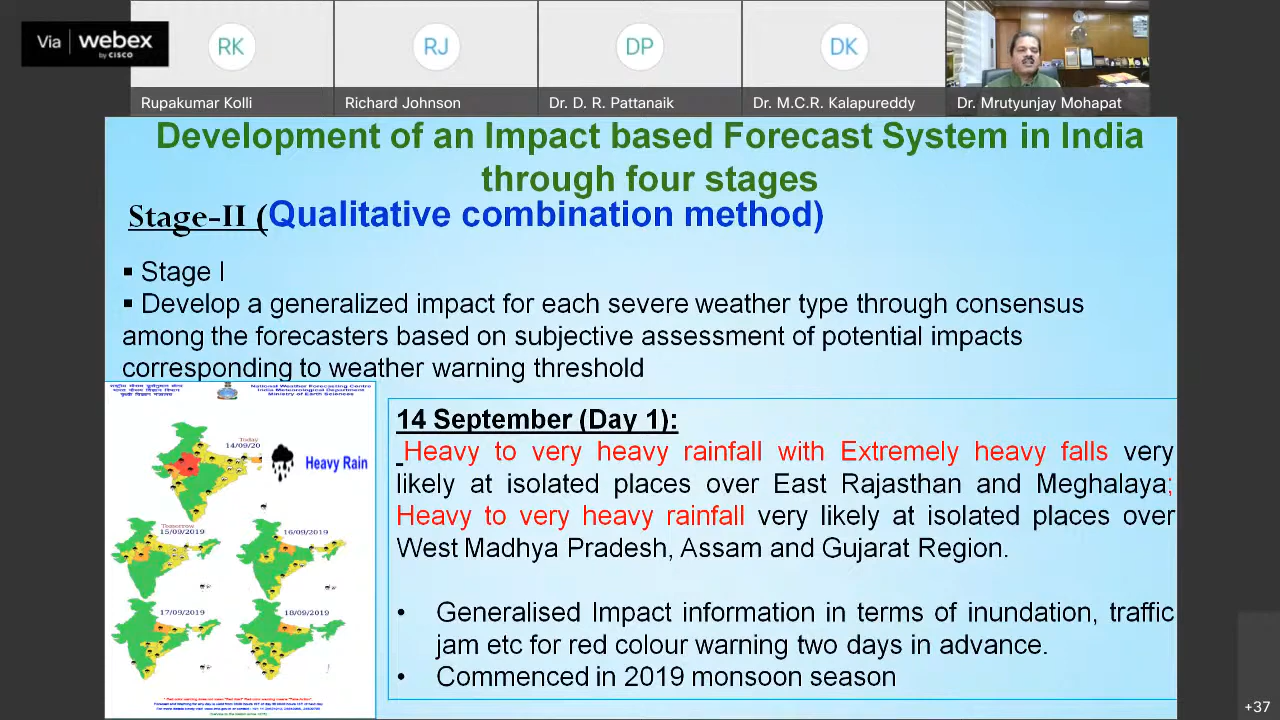 Via webex
by CISCO
RK
RJ
DP
DK
Rupakumar Kolli
Richard Johnson
Dr. D. R. Pattanaik
Dr. M.C.R. Kalapureddy
Dr. Mrutyunjay Mohapat
Development of an Impact based Forecast System in India
through four stages
Stage-II (Qualitative combination method)
▪ Stage I
▪ Develop a generalized impact for each severe weather type through consensus
among the forecasters based on subjective assessment of potential impacts
corresponding to weather warning threshold
National Weather Forecasting Centre
India Meteorological Department
Ministry of Earth Sciences
Today
14/09/20
Heavy Rain
Tomorrow
15/09/2019
16/09/2019
17/09/2019
18/09/2019
14 September (Day 1):
Heavy to very heavy rainfall with Extremely heavy falls very
likely at isolated places over East Rajasthan and Meghalaya;
Heavy to very heavy rainfall very likely at isolated places over
West Madhya Pradesh, Assam and Gujarat Region.
• Generalised Impact information in terms of inundation, traffic
jam etc for red colour warning two days in advance.
• Commenced in 2019 monsoon season
+37